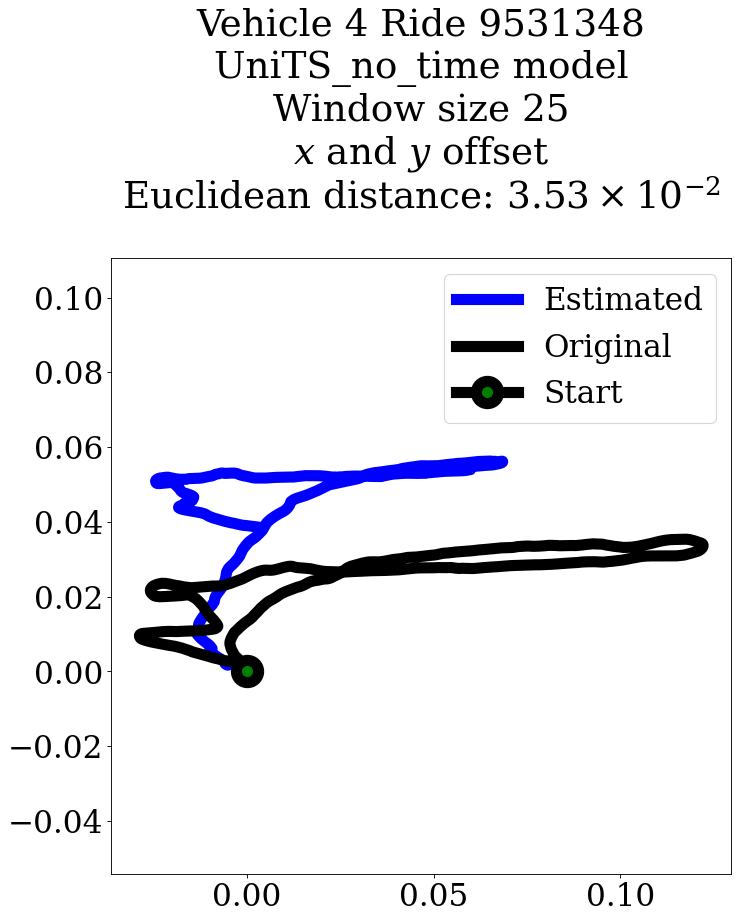 Vehicle 4 Ride 9531348
UniTS_no_time model
Window size 25
x and y offset
Euclidean distance: 3.53 × 10⁻²
Estimated
Original
Start
0.10
0.08
0.06
0.04
0.02
0.00
−0.02
−0.04
0.00 0.05 0.10